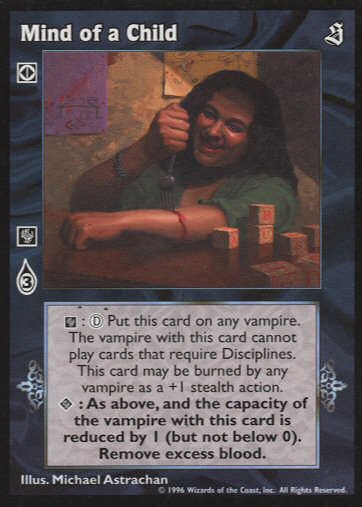 Mind of a Child
3
: Ⓓ Put this card on any vampire.
The vampire with this card cannot
play cards that require Disciplines.
This card may be burned by any
vampire as a +1 stealth action.
: As above, and the capacity of
the vampire with this card is
reduced by 1 (but not below 0).
Remove excess blood.
Illus. Michael Astrachan
© 1996 Wizards of the Coast, Inc. All Rights Reserved.